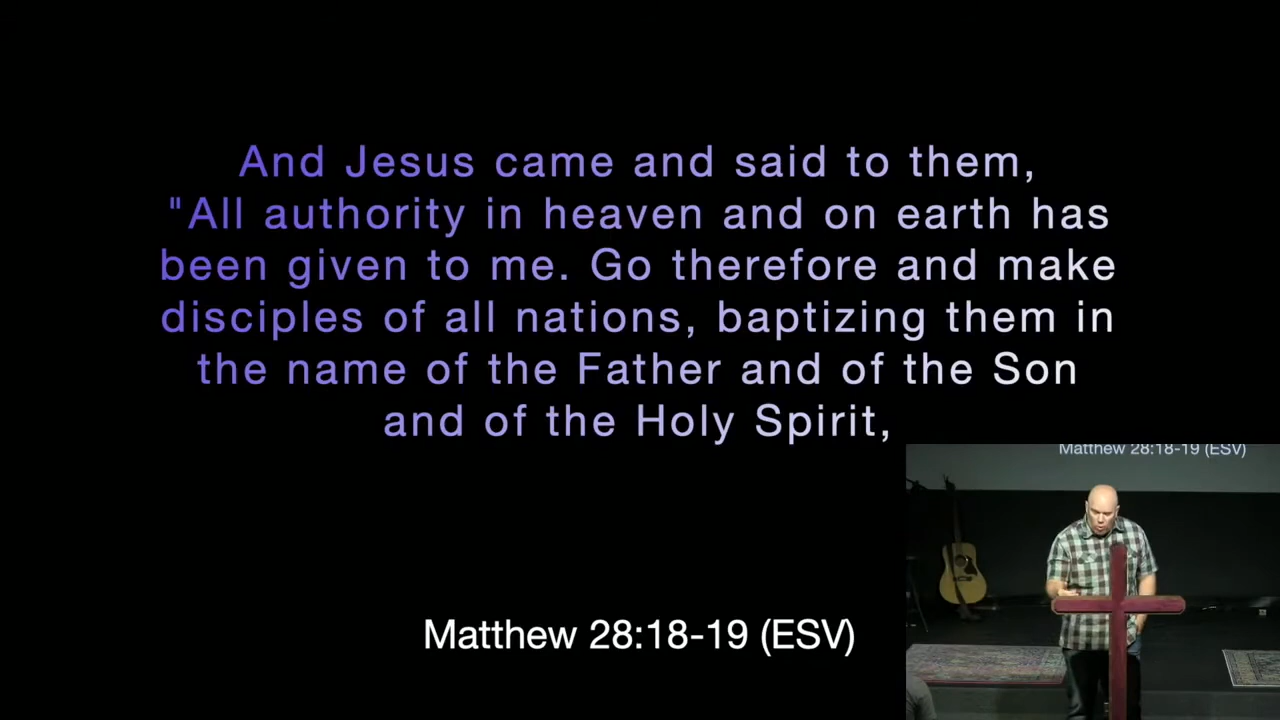 And Jesus came and said to them,
"All authority in heaven and on earth has
been given to me. Go therefore and make
disciples of all nations, baptizing them in
the name of the Father and of the Son
and of the Holy Spirit,
Matthew 28:18-19 (ESV)
Matthew 28:18-19 (ESV)